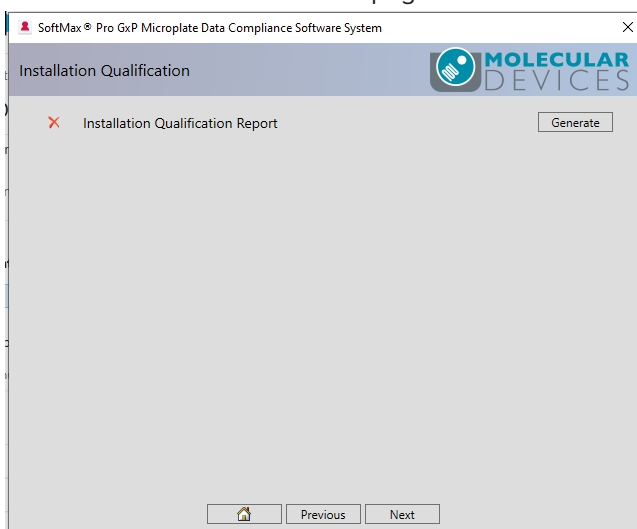 SoftMax® Pro GxP Microplate Data Compliance Software System
Installation Qualification
MOLECULAR
DEVICES
Installation Qualification Report
Generate
Previous
Next